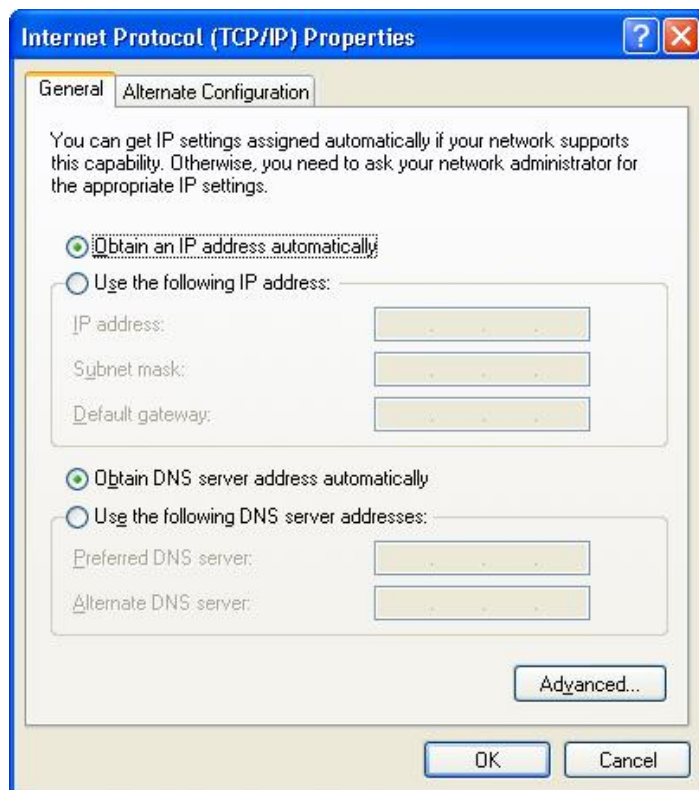 Internet Protocol (TCP/IP) Properties
General
Alternate Configuration
You can get IP settings assigned automatically if your network supports
this capability. Otherwise, you need to ask your network administrator for
the appropriate IP settings.
Obtain an IP address automatically
Use the following IP address:
IP address:
Subnet mask:
Default gateway:
Obtain DNS server address automatically
Use the following DNS server addresses:
Preferred DNS server:
Alternate DNS server:
Advanced...
OK
Cancel